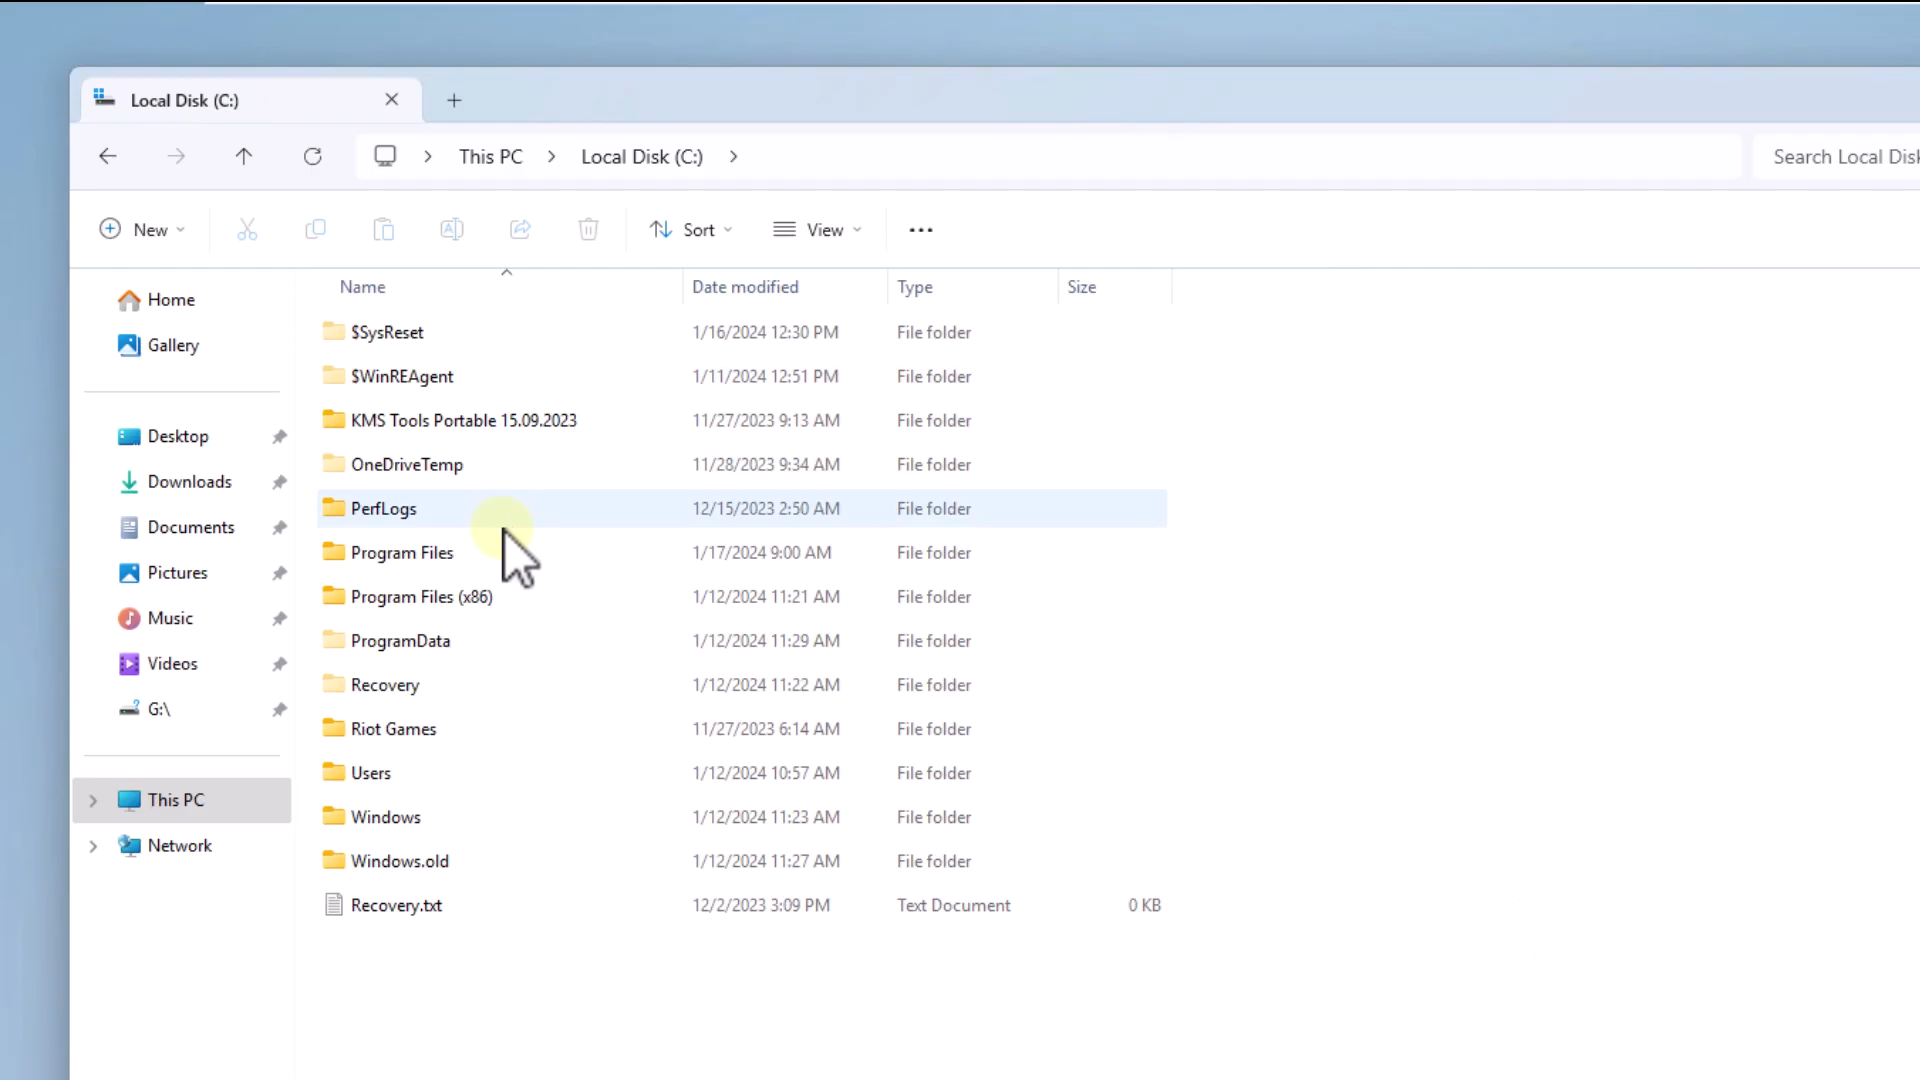 Local Disk (C:)
This PC Local Disk (C:) Search Local Disk
New Sort View
Name Date modified Type Size
Home
Gallery
Desktop
Downloads
Documents
Pictures
Music
Videos
G:\
This PC
Network
$SysReset 1/16/2024 12:30 PM File folder
$WinREAgent 1/11/2024 12:51 PM File folder
KMS Tools Portable 15.09.2023 11/27/2023 9:13 AM File folder
OneDriveTemp 11/28/2023 9:34 AM File folder
PerfLogs 12/15/2023 2:50 AM File folder
Program Files 1/17/2024 9:00 AM File folder
Program Files (x86) 1/12/2024 11:21 AM File folder
ProgramData 1/12/2024 11:29 AM File folder
Recovery 1/12/2024 11:22 AM File folder
Riot Games 11/27/2023 6:14 AM File folder
Users 1/12/2024 10:57 AM File folder
Windows 1/12/2024 11:23 AM File folder
Windows.old 1/12/2024 11:27 AM File folder
Recovery.txt 12/2/2023 3:09 PM Text Document 0 KB